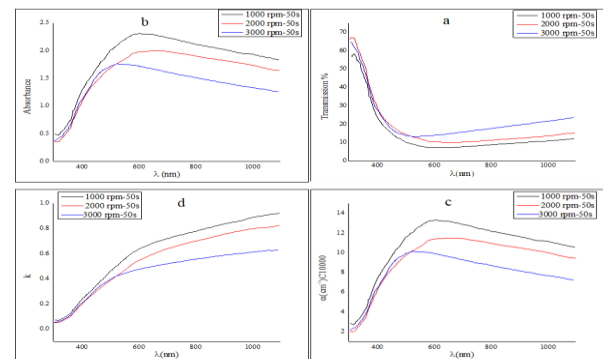 b
1000 rpm-50s
2000 rpm-50s
3000 rpm-50s
2.5
2.0
1.5
1.0
0.5
0.0
Absorbance
400 600 800 1000
λ (nm)
a
1000 rpm-50s
2000 rpm-50s
3000 rpm-50s
70
60
50
40
30
20
10
0
Transmission %
400 600 800 1000
λ (nm)
d
1000 rpm-50s
2000 rpm-50s
3000 rpm-50s
1.0
0.8
0.6
0.4
0.2
0.0
k
400 600 800 1000
λ(nm)
c
1000 rpm-50s
2000 rpm-50s
3000 rpm-50s
14
12
10
8
6
4
2
400 600 800 1000
λ(nm)